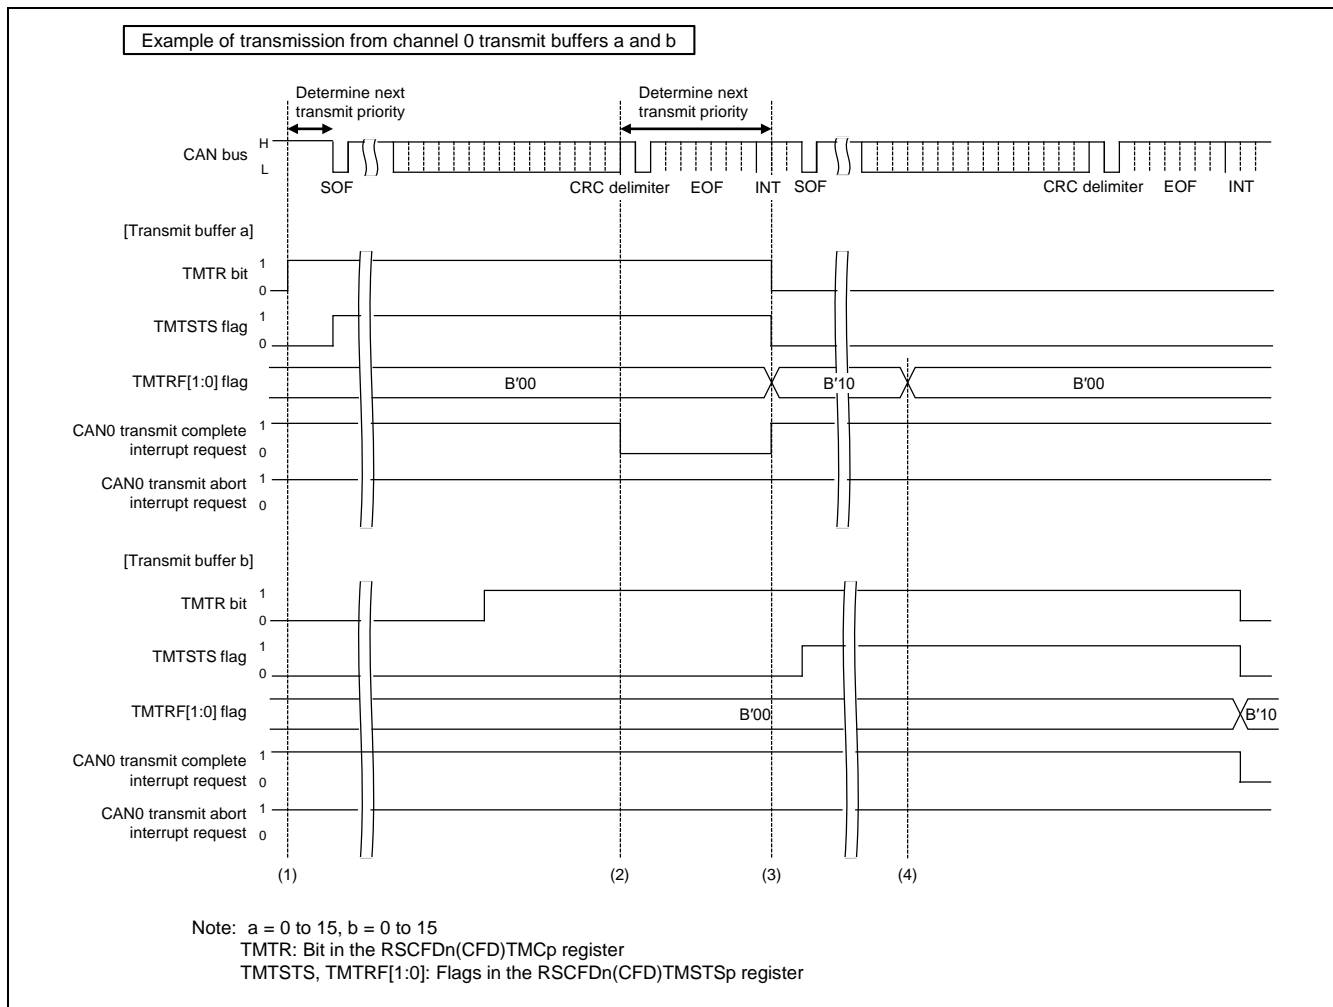 Example of transmission from channel 0 transmit buffers a and b
Determine next
transmit priority
Determine next
transmit priority
CAN bus
H
L
SOF
CRC delimiter
EOF
INT
SOF
CRC delimiter
EOF
INT
[Transmit buffer a]
TMTR bit
1
0
TMTSTS flag
1
0
TMTRF[1:0] flag
B'00
B'10
B'00
CAN0 transmit complete
interrupt request
1
0
CAN0 transmit abort
interrupt request
1
0
[Transmit buffer b]
TMTR bit
1
0
TMTSTS flag
1
0
TMTRF[1:0] flag
B'00
B'10
CAN0 transmit complete
interrupt request
1
0
CAN0 transmit abort
interrupt request
1
0
(1)
(2)
(3)
(4)
Note: a = 0 to 15, b = 0 to 15
TMTR: Bit in the RSCFDn(CFD)TMCp register
TMTSTS, TMTRF[1:0]: Flags in the RSCFDn(CFD)TMSTSp register